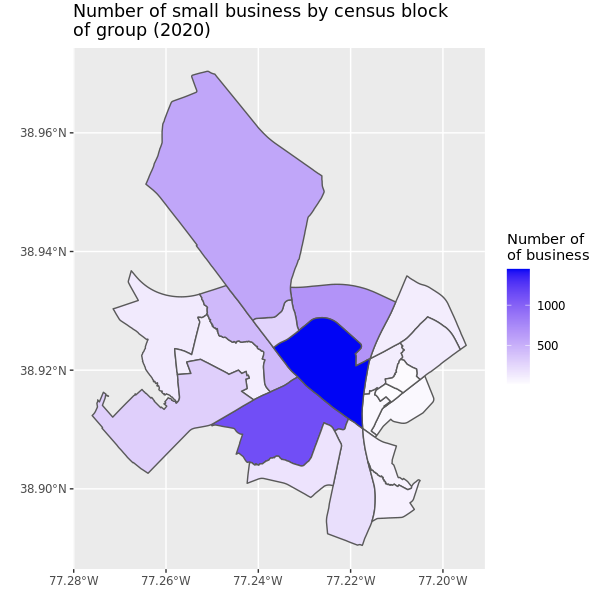 Number of small business by census block
of group (2020)
38.96°N
38.94°N
38.92°N
38.90°N
77.28°W
77.26°W
77.24°W
77.22°W
77.20°W
Number of
of business
1000
500